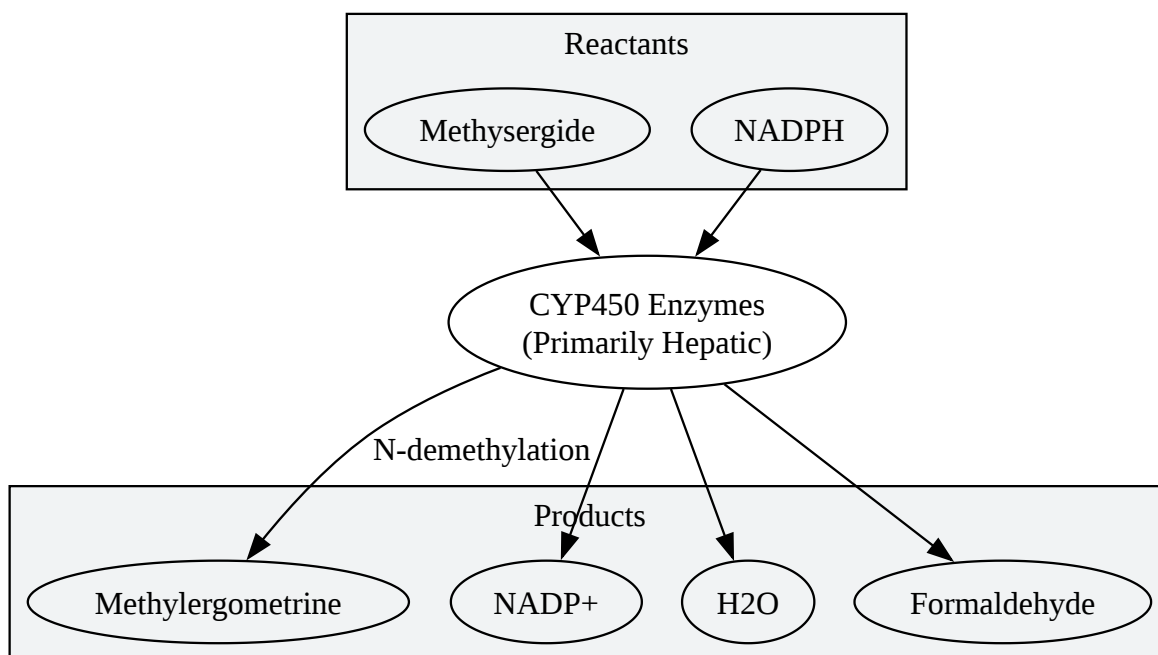 Reactants
Methysergide
NADPH
CYP450 Enzymes
(Primarily Hepatic)
N-demethylation
Products
Methylergometrine
NADP+
H2O
Formaldehyde